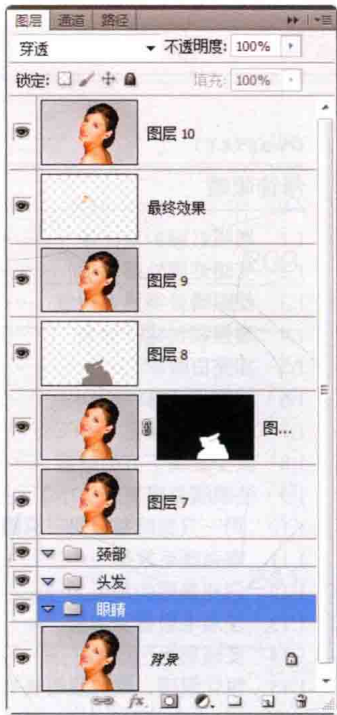 图层 通道 路径
穿透 不透明度: 100%
锁定: 填充: 100%
图层 10
最终效果
图层 9
图层 8
图...
图层 7
颈部
头发
眼睛
背景
fx.